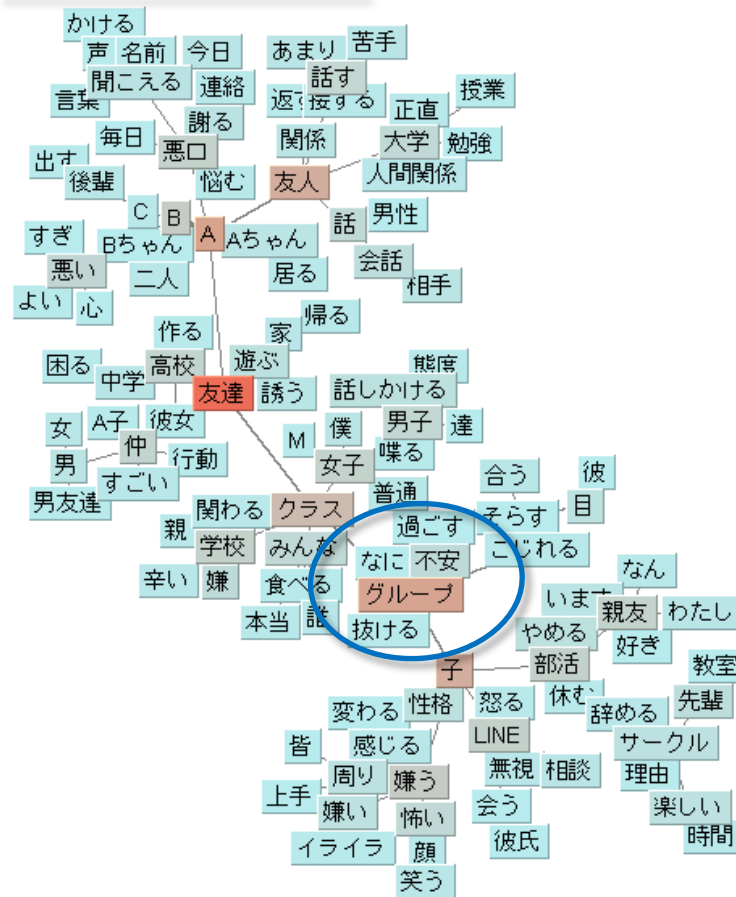 かける
声 名前 今日
聞こえる
連絡
言葉
毎日
謝る
悪口
出す
後輩
悩む
C
B
A
Bちゃん
Aちゃん
二人
すぎ
悪い
よい
心
あまり
苦手
話す
返す
接する
正直
授業
関係
大学
勉強
人間関係
友人
話
男性
会話
相手
居る
作る
家
帰る
困る
中学
高校
遊ぶ
友達
誘う
女
A子
彼女
仲
男
行動
すごい
男友達
態度
話しかける
男子
達
M
僕
女子
喋る
普通
関わる
クラス
親
学校
みんな
辛い
嫌
食べる
本当
誰
過ごす
なに
不安
グループ
抜ける
合う
彼
そらす
目
こじれる
なん
います
親友
わたし
やめる
好き
子
部活
教室
休む
辞める
先輩
サークル
理由
楽しい
時間
変わる
性格
怒る
皆
感じる
LINE
周り
嫌う
無視
相談
上手
嫌い
怖い
会う
イライラ
顔
彼氏
笑う